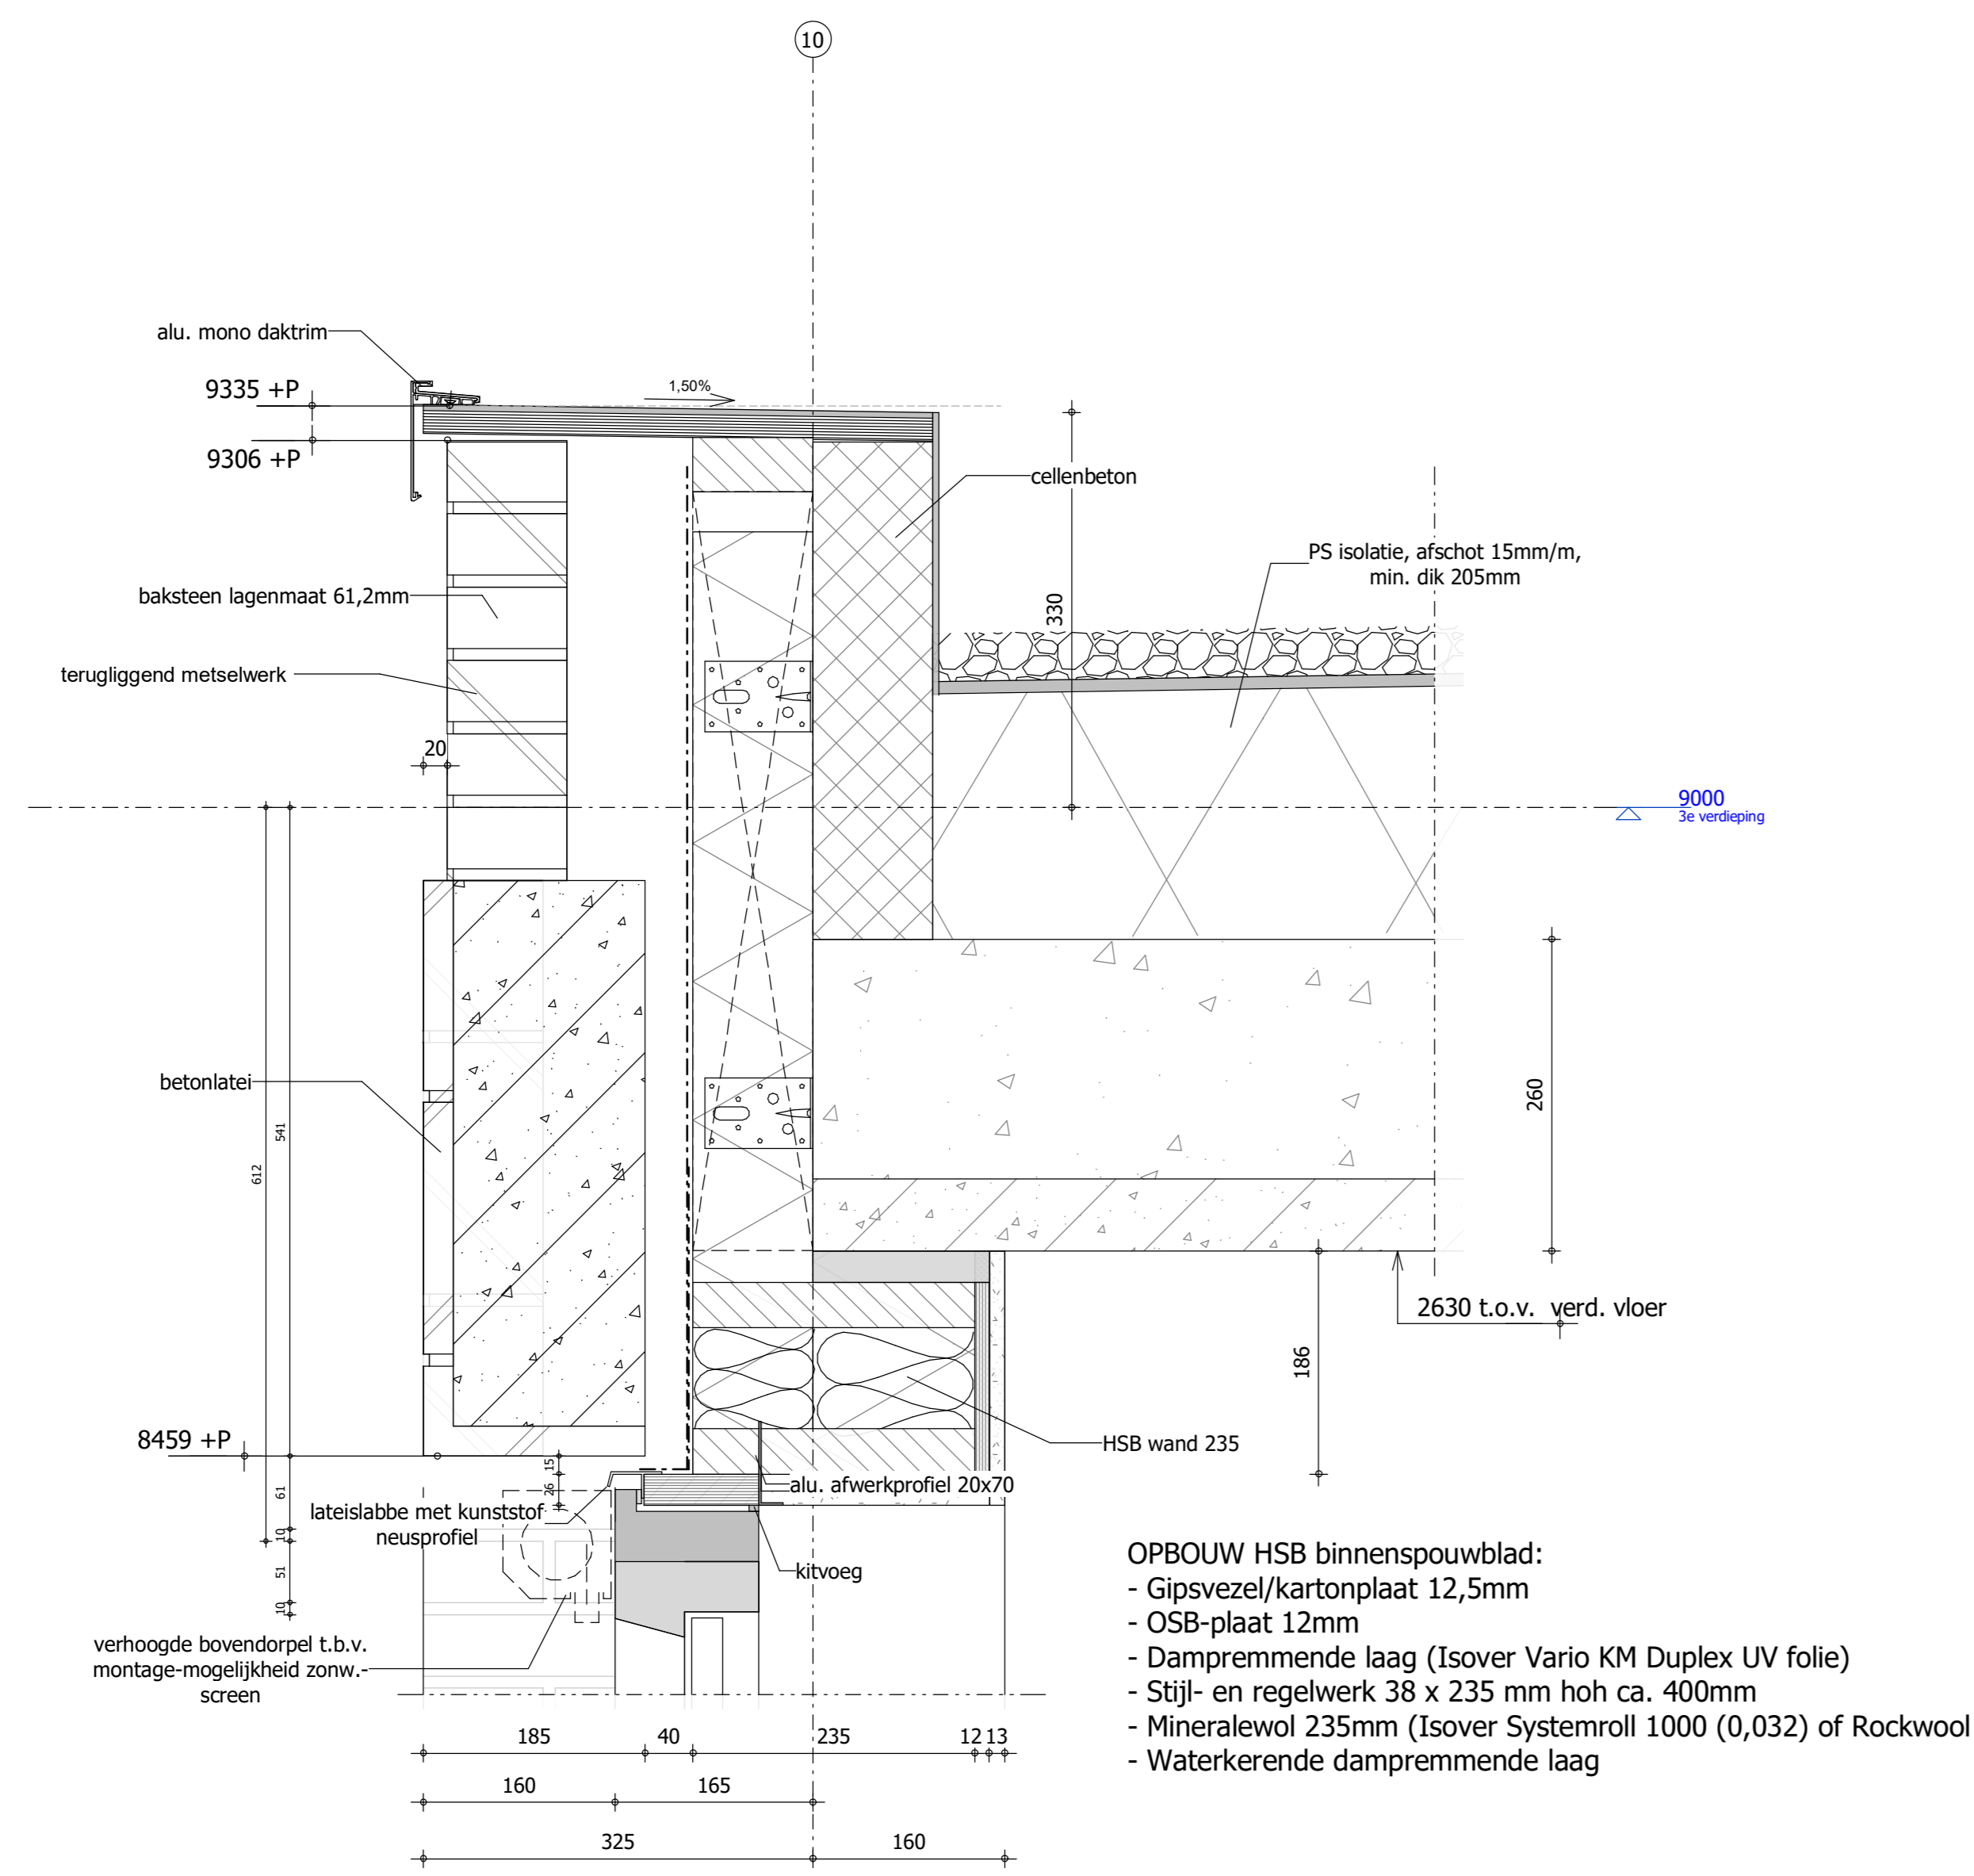 10
alu. mono daktrim
9335 +P
1,50%
9306 +P
cellenbeton
PS isolatie, afschot 15mm/m,
min. dik 205mm
baksteen lagenmaat 61,2mm
330
terugliggend metselwerk
20
9000
3e verdieping
betonlatei
541
612
260
2630 t.o.v. verd. vloer
186
8459 +P
HSB wand 235
15
26
61
alu. afwerkprofiel 20x70
lateislabbe met kunststof
neusprofiel
10
51
10
kitvoeg
verhoogde bovendorpel t.b.v.
montage-mogelijkheid zonw.-
screen
OPBOUW HSB binnenspouwblad:
- Gipsvezel/kartonplaat 12,5mm
- OSB-plaat 12mm
- Dampremmende laag (Isover Vario KM Duplex UV folie)
- Stijl- en regelwerk 38 x 235 mm hoh ca. 400mm
- Mineralewol 235mm (Isover Systemroll 1000 (0,032) of Rockwool
- Waterkerende dampremmende laag
185 40 235 12 13
160 165
325 160